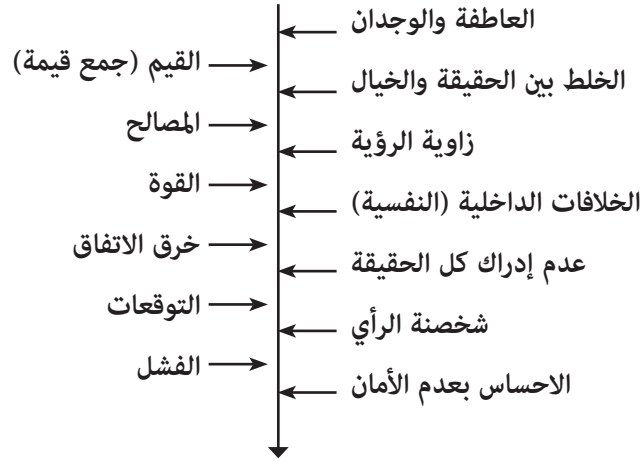 العاطفة والوجدان
القيم (جمع قيمة)
الخلط بين الحقيقة والخيال
المصالح
زاوية الرؤية
القوة
الخلافات الداخلية (النفسية)
خرق الاتفاق
عدم إدراك كل الحقيقة
التوقعات
شخصنة الرأي
الفشل
الاحساس بعدم الأمان